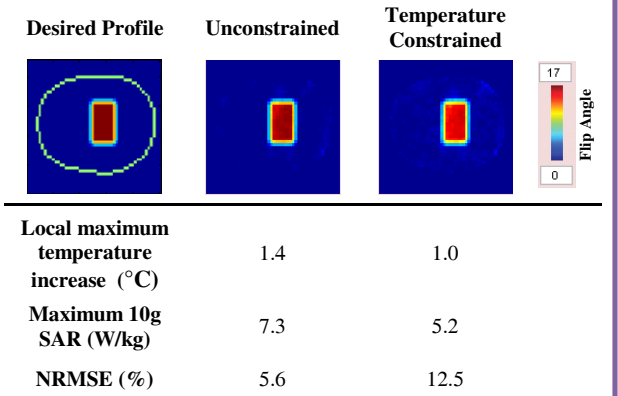 Desired Profile
Unconstrained
Temperature
Constrained
17
Flip Angle
0
Local maximum
temperature
increase (°C)
1.4
1.0
Maximum 10g
SAR (W/kg)
7.3
5.2
NRMSE (%)
5.6
12.5